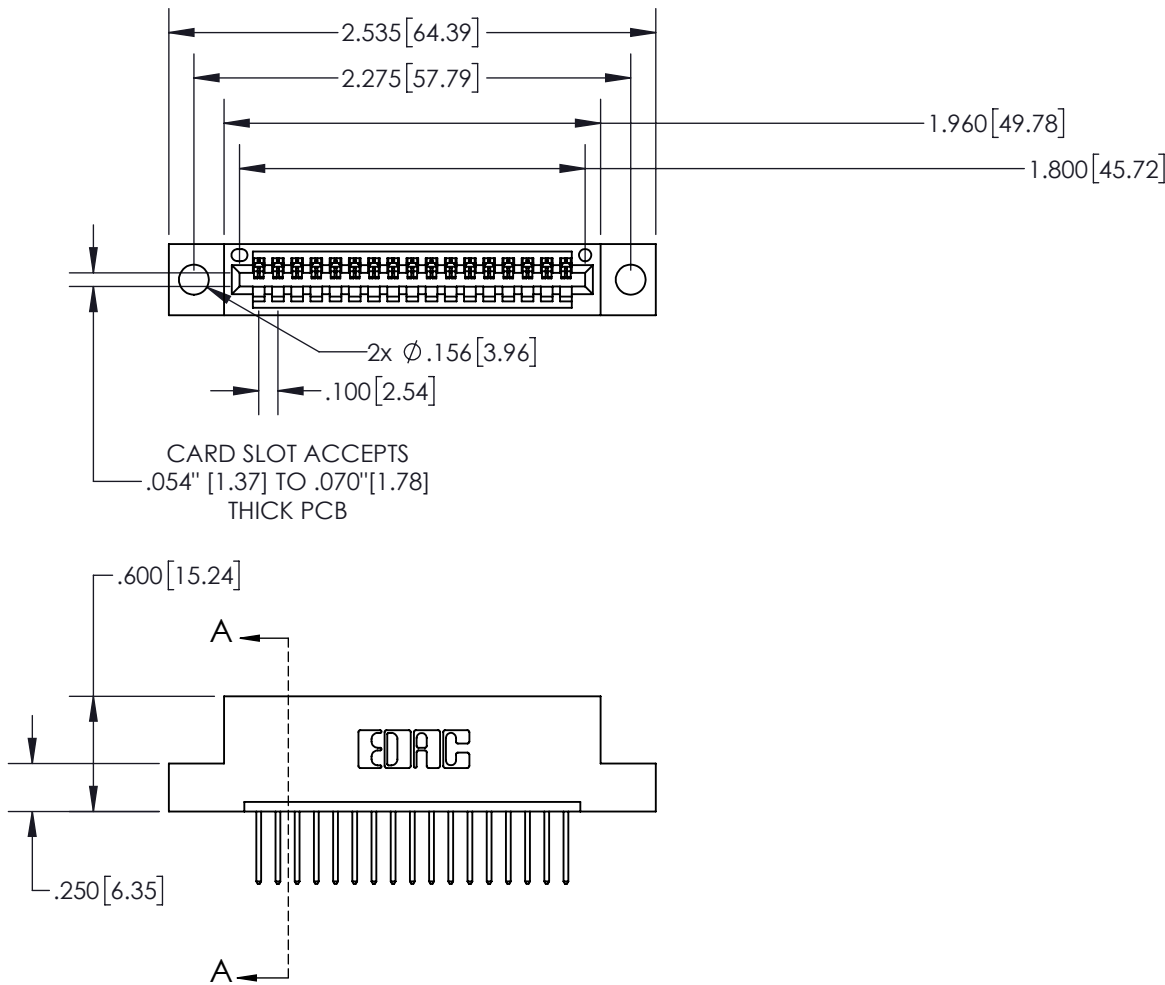 2.535[64.39]
2.275[57.79]
1.960[49.78]
1.800[45.72]
2x ∅.156[3.96]
.100[2.54]
CARD SLOT ACCEPTS
.054" [1.37] TO .070"[1.78]
THICK PCB
.600[15.24]
A
EDAC
.250[6.35]
A